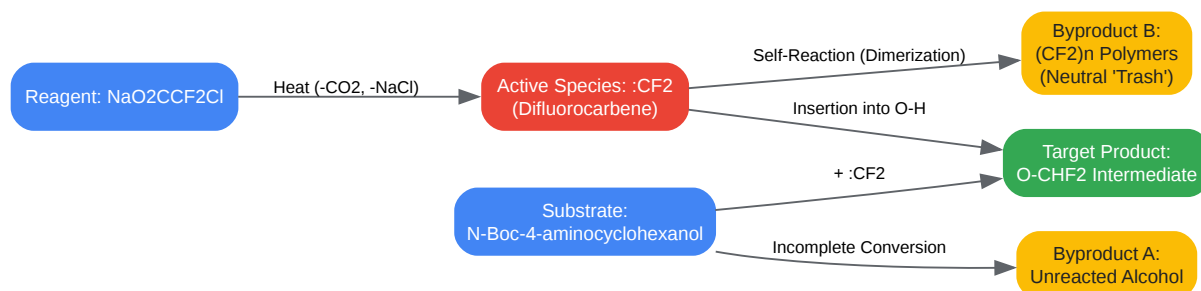 Reagent: NaO2CCF2Cl
Heat (-CO2, -NaCl)
Active Species: :CF2
(Difluorocarbene)
Self-Reaction (Dimerization)
Byproduct B:
(CF2)n Polymers
(Neutral 'Trash')
Insertion into O-H
Target Product:
O-CHF2 Intermediate
+ :CF2
Substrate:
N-Boc-4-aminocyclohexanol
Incomplete Conversion
Byproduct A:
Unreacted Alcohol